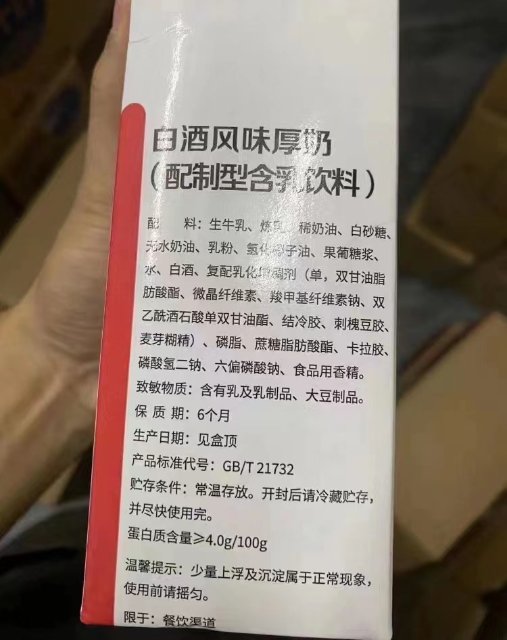 白酒风味厚奶
（配制型含乳饮料）
配　　料：生牛乳、炼乳、稀奶油、白砂糖、
无水奶油、乳粉、氢化椰子油、果葡糖浆、
水、白酒、复配乳化增稠剂（单，双甘油脂
肪酸酯、微晶纤维素、羧甲基纤维素钠、双
乙酰酒石酸单双甘油酯、结冷胶、刺槐豆胶、
麦芽糊精）、磷脂、蔗糖脂肪酸酯、卡拉胶、
磷酸氢二钠、六偏磷酸钠、食品用香精。
致敏物质：含有乳及乳制品、大豆制品。
保 质 期：6个月
生产日期：见盒顶
产品标准代号：GB/T 21732
贮存条件：常温存放。开封后请冷藏贮存，
并尽快使用完。
蛋白质含量≥4.0g/100g
温馨提示：少量上浮及沉淀属于正常现象，
使用前请摇匀。
限于：餐饮渠道